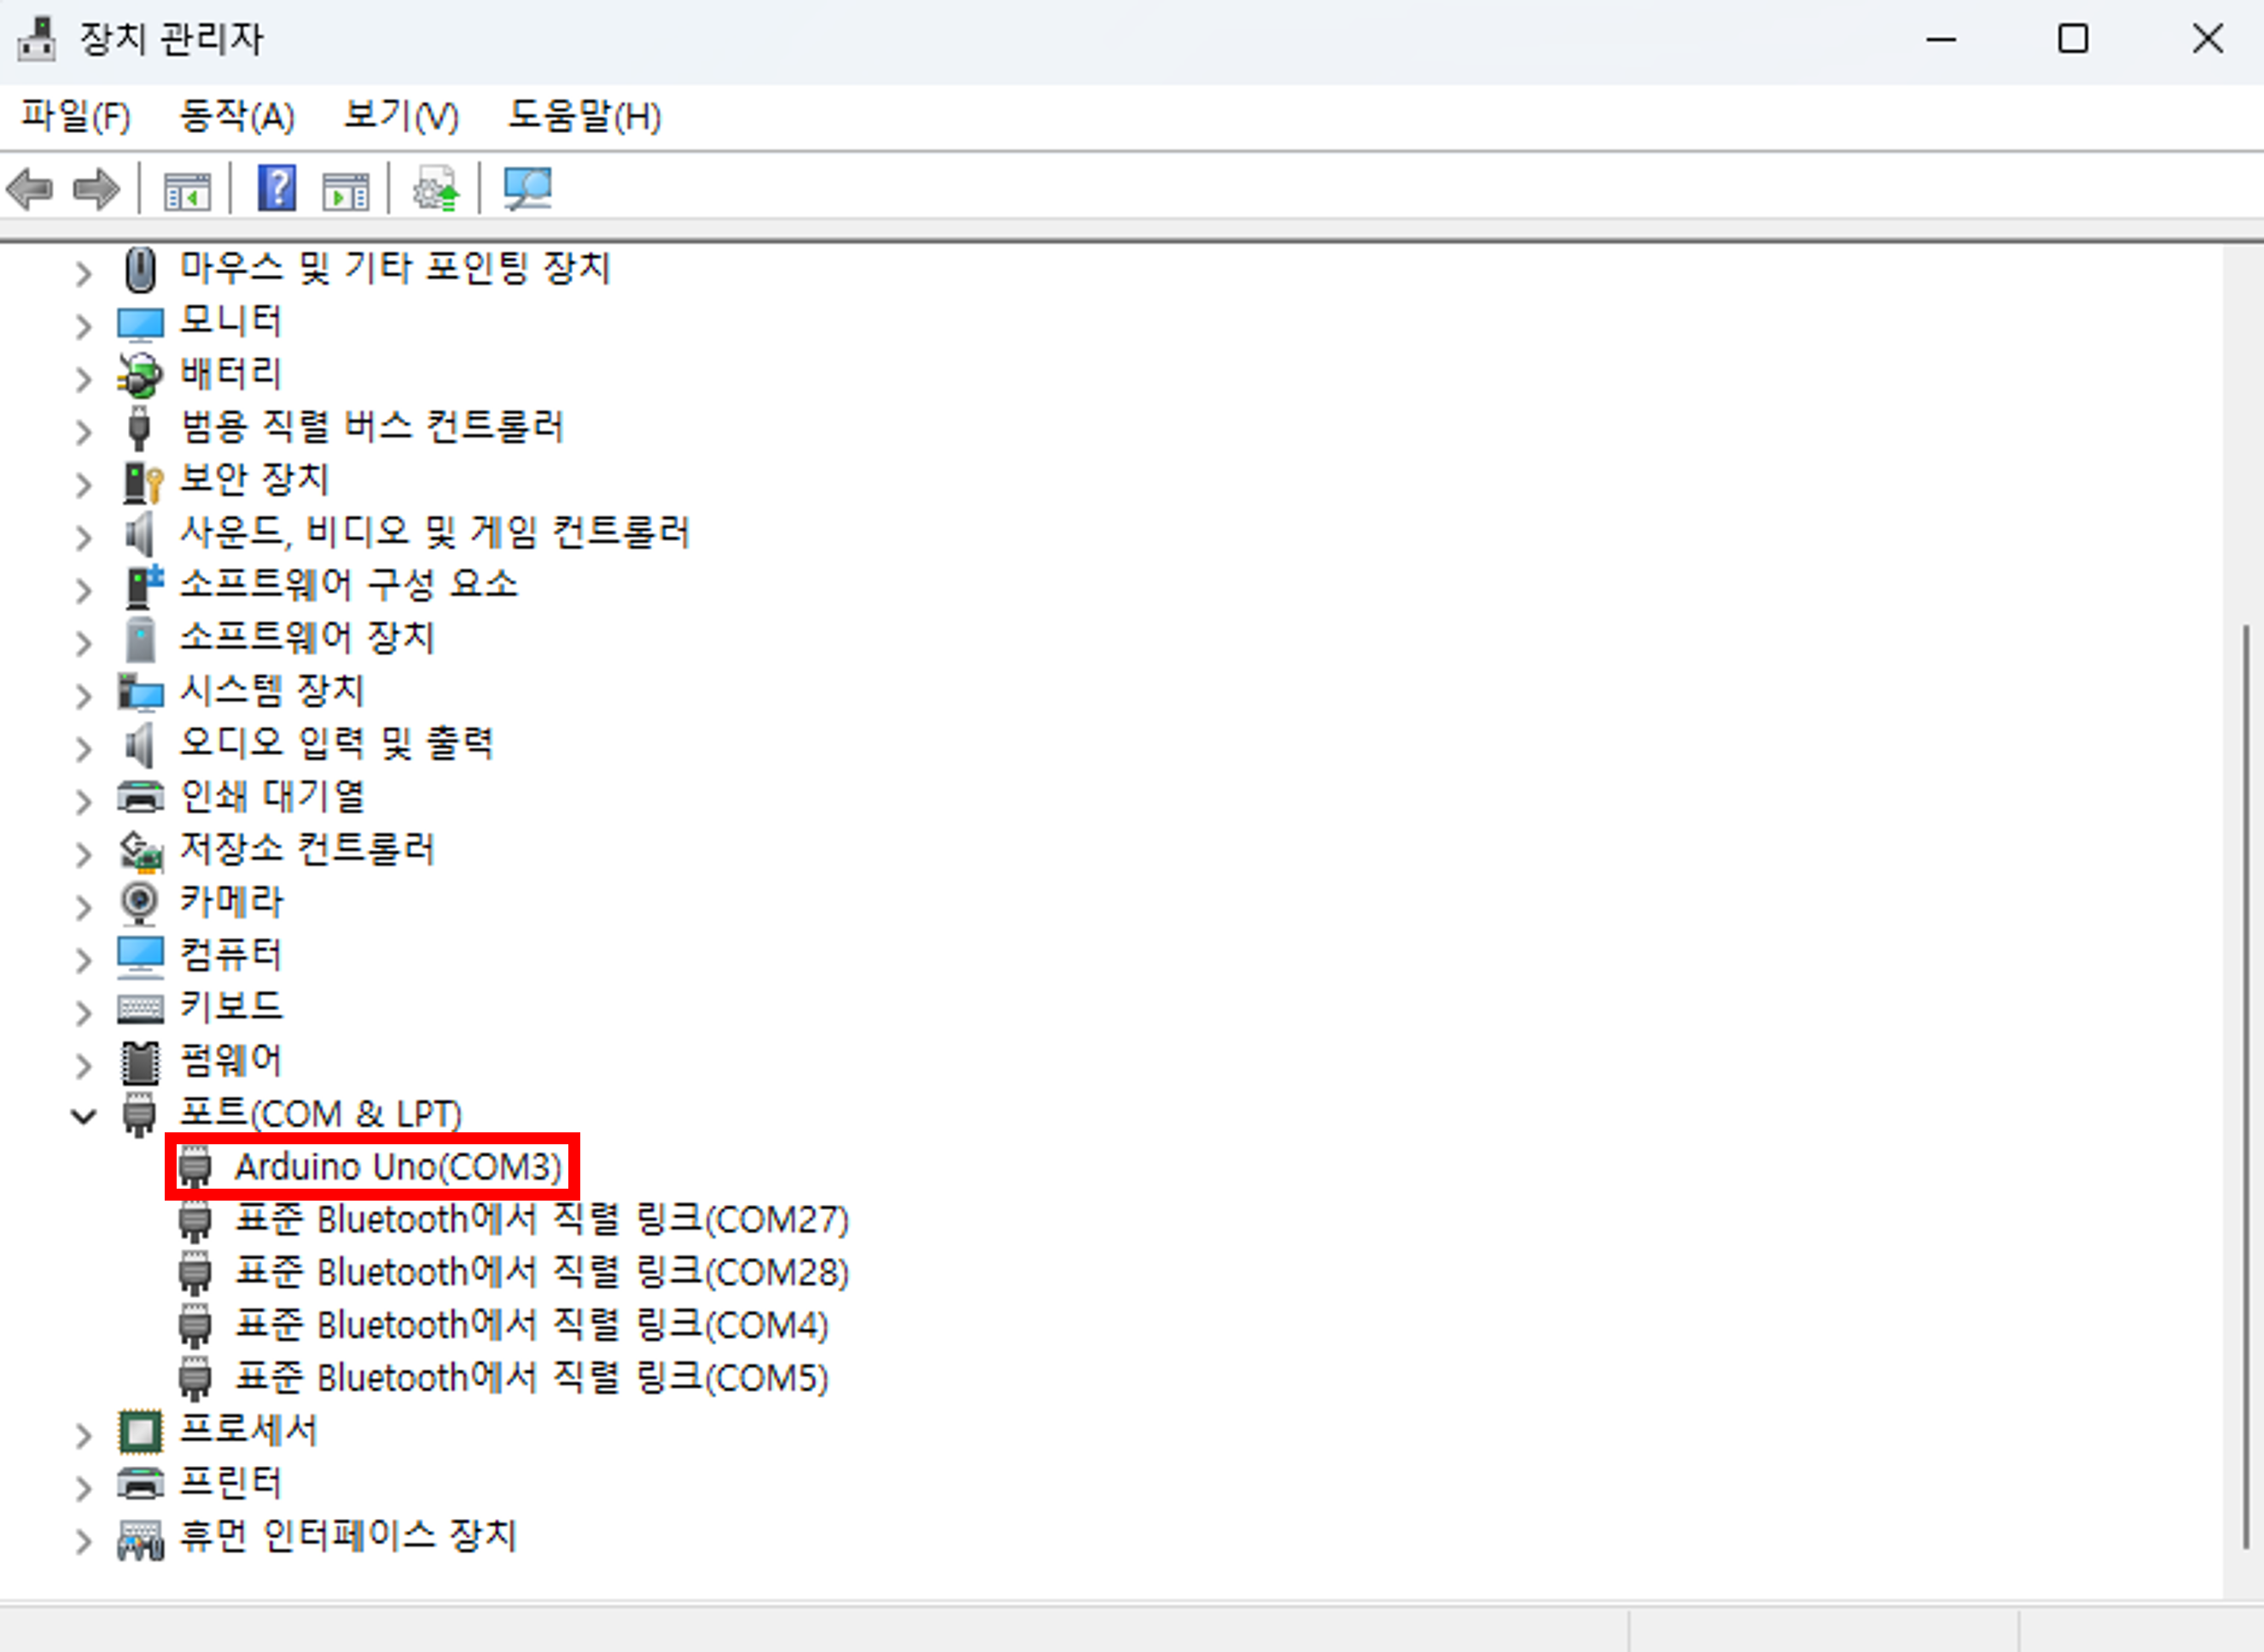 장치 관리자
파일(F) 동작(A) 보기(V) 도움말(H)
마우스 및 기타 포인팅 장치
모니터
배터리
범용 직렬 버스 컨트롤러
보안 장치
사운드, 비디오 및 게임 컨트롤러
소프트웨어 구성 요소
소프트웨어 장치
시스템 장치
오디오 입력 및 출력
인쇄 대기열
저장소 컨트롤러
카메라
컴퓨터
키보드
펌웨어
포트(COM & LPT)
Arduino Uno(COM3)
표준 Bluetooth에서 직렬 링크(COM27)
표준 Bluetooth에서 직렬 링크(COM28)
표준 Bluetooth에서 직렬 링크(COM4)
표준 Bluetooth에서 직렬 링크(COM5)
프로세서
프린터
휴먼 인터페이스 장치